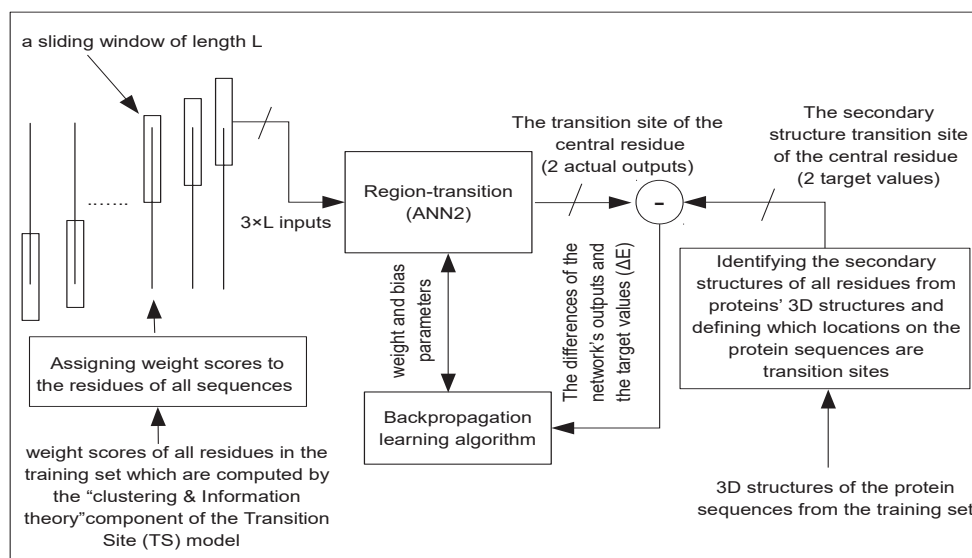 a sliding window of length L
.......
3×L inputs
Assigning weight scores to
the residues of all sequences
weight scores of all residues in the
training set which are computed by
the “clustering & Information
theory”component of the Transition
Site (TS) model
Region-transition
(ANN2)
weight and bias
parameters
Backpropagation
learning algorithm
The transition site of the
central residue
(2 actual outputs)
-
The differences of the
network’s outputs and
the target values (ΔE)
The secondary
structure transition site
of the central residue
(2 target values)
Identifying the secondary
structures of all residues from
proteins’ 3D structures and
defining which locations on the
protein sequences are
transition sites
3D structures of the protein
sequences from the training set